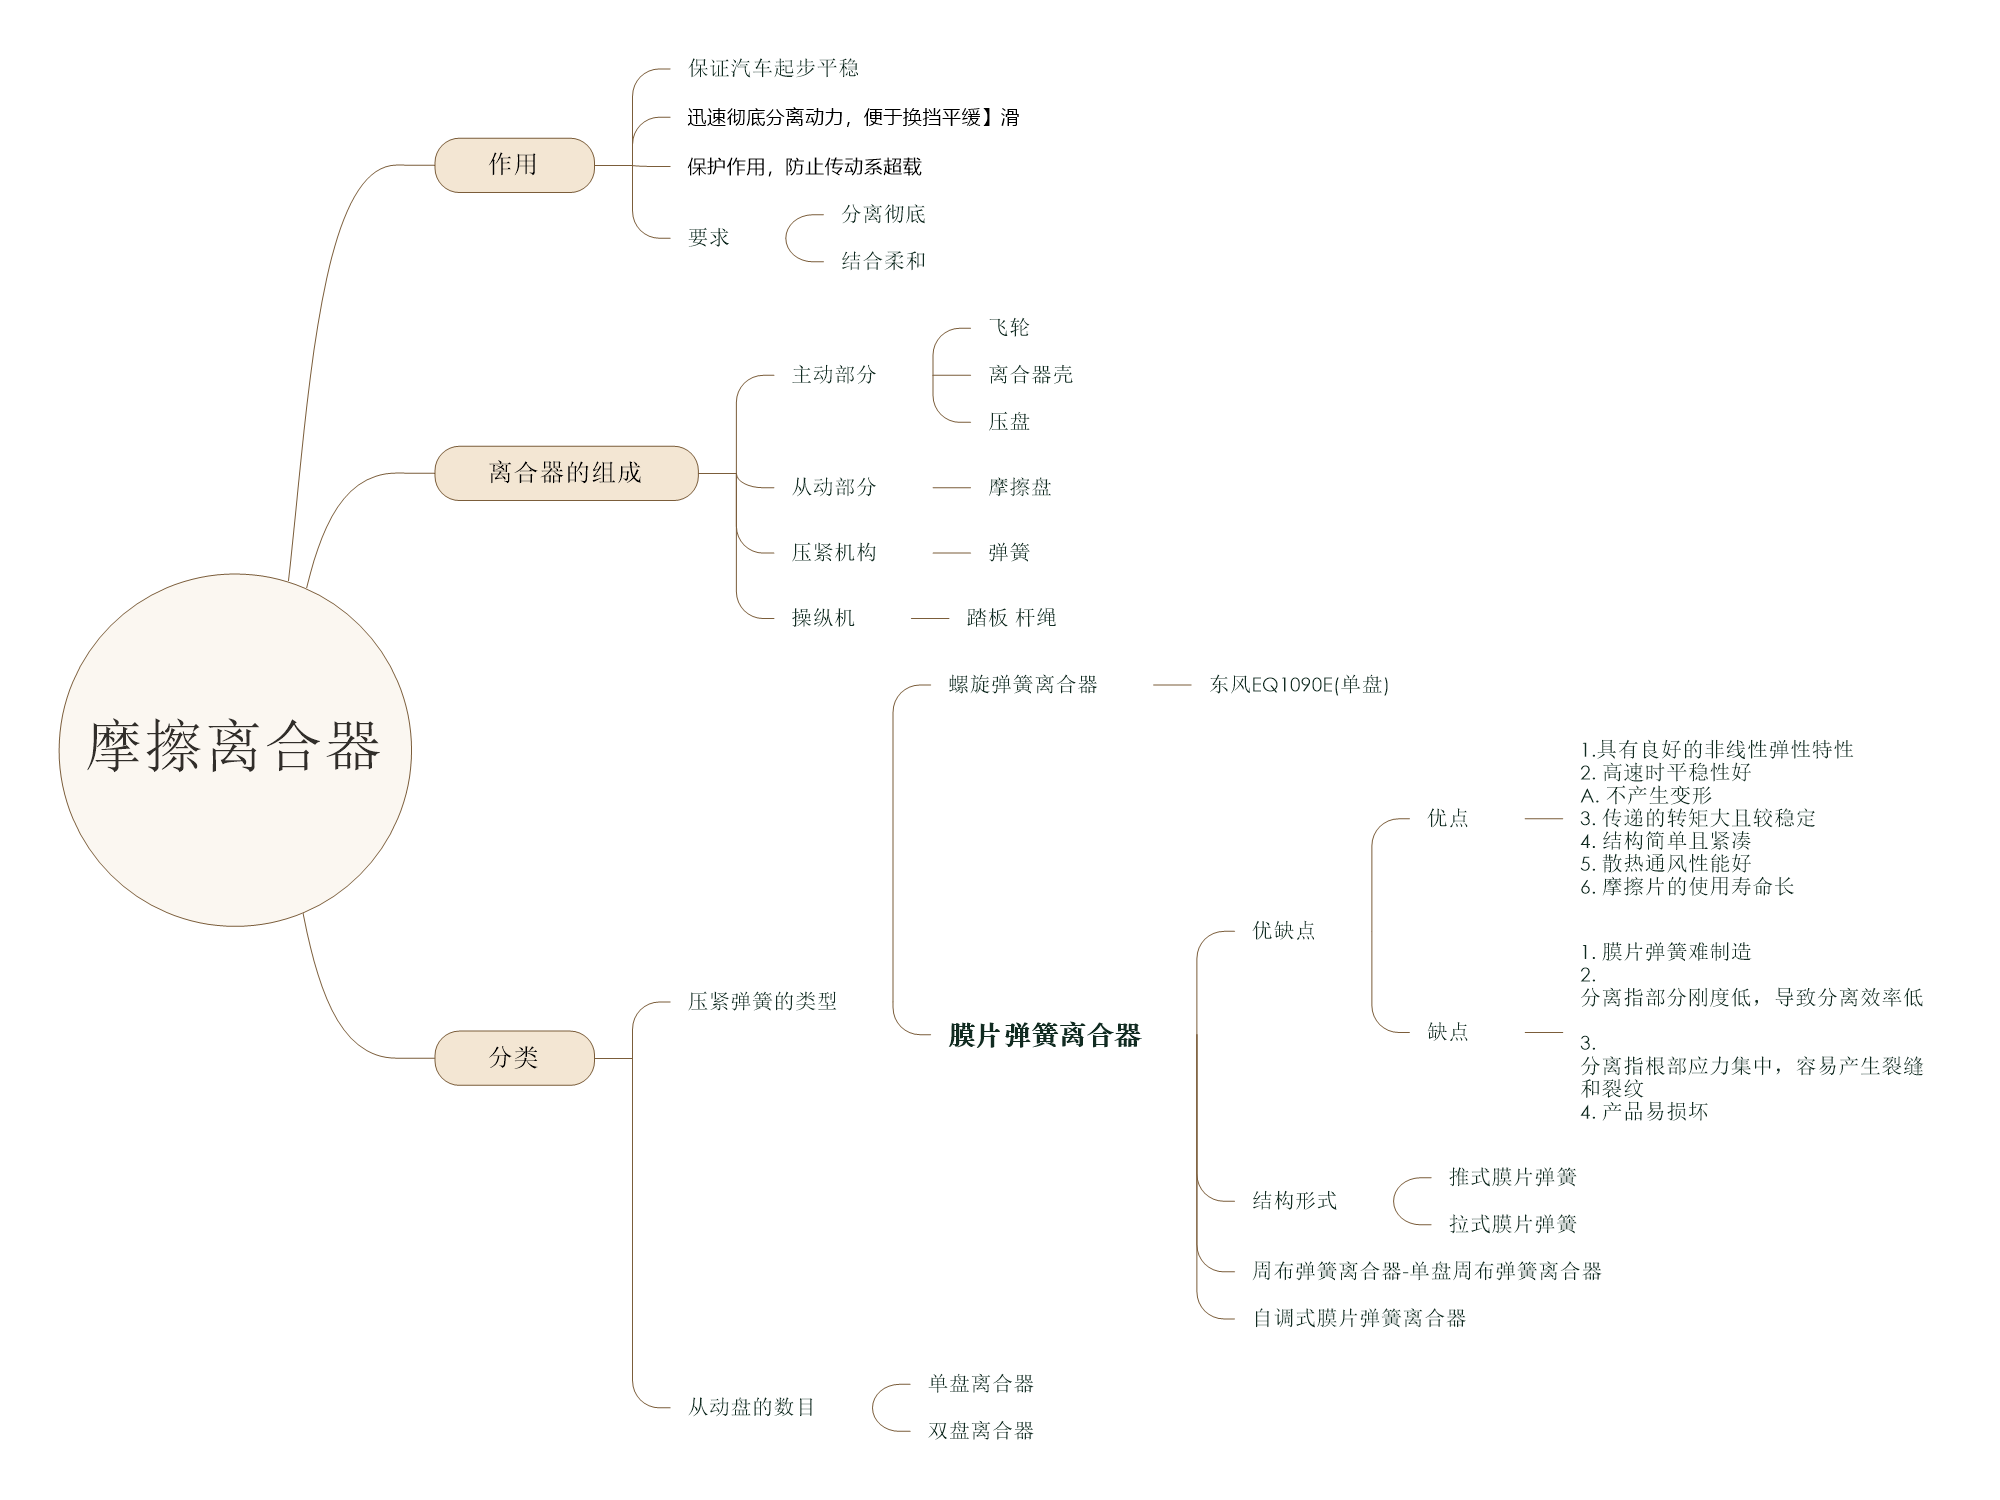 摩擦离合器
作用
保证汽车起步平稳
迅速彻底分离动力，便于换挡平缓】滑
保护作用，防止传动系超载
要求
分离彻底
结合柔和
离合器的组成
主动部分
飞轮
离合器壳
压盘
从动部分
摩擦盘
压紧机构
弹簧
操纵机
踏板 杆绳
分类
压紧弹簧的类型
螺旋弹簧离合器
东风EQ1090E(单盘)
膜片弹簧离合器
优缺点
优点
1.具有良好的非线性弹性特性
2. 高速时平稳性好
A. 不产生变形
3. 传递的转矩大且较稳定
4. 结构简单且紧凑
5. 散热通风性能好
6. 摩擦片的使用寿命长
缺点
1. 膜片弹簧难制造
2.
分离指部分刚度低，导致分离效率低
3.
分离指根部应力集中，容易产生裂缝
和裂纹
4. 产品易损坏
结构形式
推式膜片弹簧
拉式膜片弹簧
周布弹簧离合器-单盘周布弹簧离合器
自调式膜片弹簧离合器
从动盘的数目
单盘离合器
双盘离合器